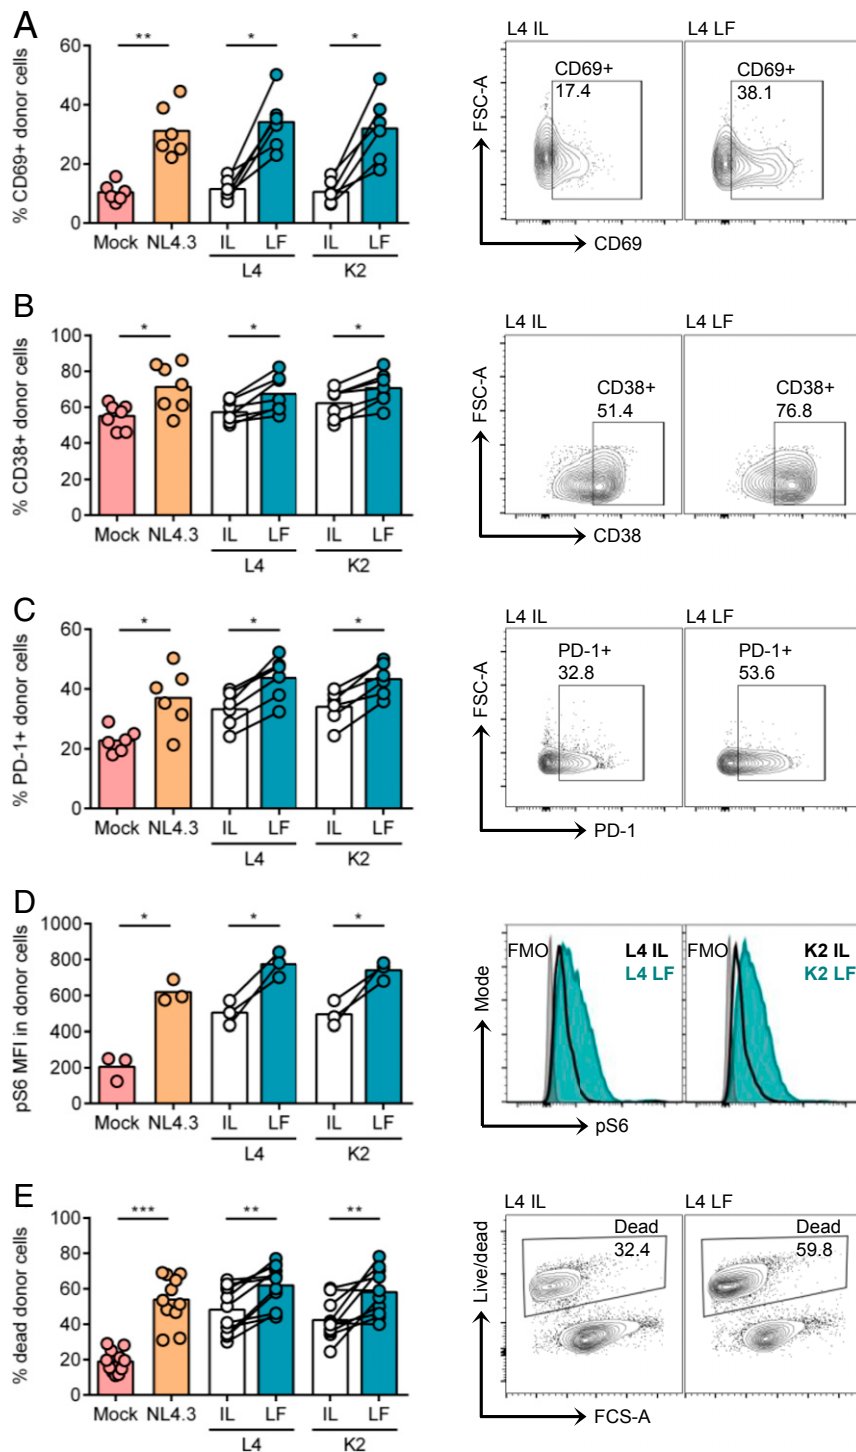 A
% CD69+ donor cells
60
40
20
0
** * *
Mock NL4.3 IL LF IL LF
L4 K2
L4 IL L4 LF
CD69+
17.4
CD69+
38.1
FSC-A
CD69
B
% CD38+ donor cells
100
80
60
40
20
0
* * *
Mock NL4.3 IL LF IL LF
L4 K2
L4 IL L4 LF
CD38+
51.4
CD38+
76.8
FSC-A
CD38
C
% PD-1+ donor cells
60
40
20
0
* * *
Mock NL4.3 IL LF IL LF
L4 K2
L4 IL L4 LF
PD-1+
32.8
PD-1+
53.6
FSC-A
PD-1
D
pS6 MFI in donor cells
1000
800
600
400
200
0
* * *
Mock NL4.3 IL LF IL LF
L4 K2
FMO
L4 IL
L4 LF
FMO
K2 IL
K2 LF
Mode
pS6
E
% dead donor cells
100
80
60
40
20
0
*** ** **
Mock NL4.3 IL LF IL LF
L4 K2
L4 IL L4 LF
Dead
32.4
Dead
59.8
Live/dead
FCS-A